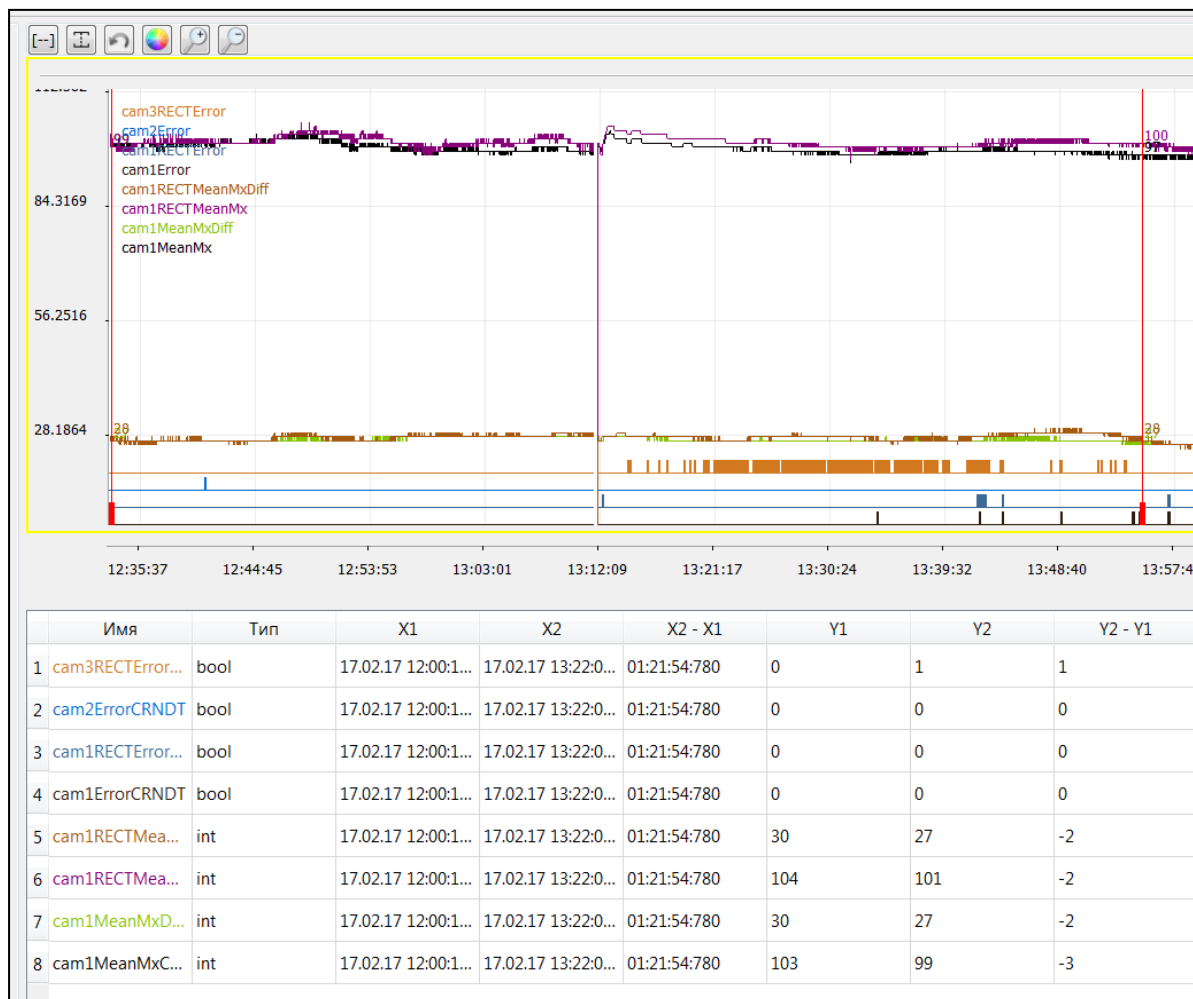 [--]
cam3RECTError
cam2Error
cam1RECTError
cam1Error
cam1RECTMeanMxDiff
cam1RECTMeanMx
cam1MeanMxDiff
cam1MeanMx
100
97
84.3169
56.2516
28.1864
28
28
12:35:37 12:44:45 12:53:53 13:03:01 13:12:09 13:21:17 13:30:24 13:39:32 13:48:40 13:57:4
Имя Тип X1 X2 X2 - X1 Y1 Y2 Y2 - Y1
1 cam3RECTError... bool 17.02.17 12:00:1... 17.02.17 13:22:0... 01:21:54:780 0 1 1
2 cam2ErrorCRNDT bool 17.02.17 12:00:1... 17.02.17 13:22:0... 01:21:54:780 0 0 0
3 cam1RECTError... bool 17.02.17 12:00:1... 17.02.17 13:22:0... 01:21:54:780 0 0 0
4 cam1ErrorCRNDT bool 17.02.17 12:00:1... 17.02.17 13:22:0... 01:21:54:780 0 0 0
5 cam1RECTMea... int 17.02.17 12:00:1... 17.02.17 13:22:0... 01:21:54:780 30 27 -2
6 cam1RECTMea... int 17.02.17 12:00:1... 17.02.17 13:22:0... 01:21:54:780 104 101 -2
7 cam1MeanMxD... int 17.02.17 12:00:1... 17.02.17 13:22:0... 01:21:54:780 30 27 -2
8 cam1MeanMxC... int 17.02.17 12:00:1... 17.02.17 13:22:0... 01:21:54:780 103 99 -3